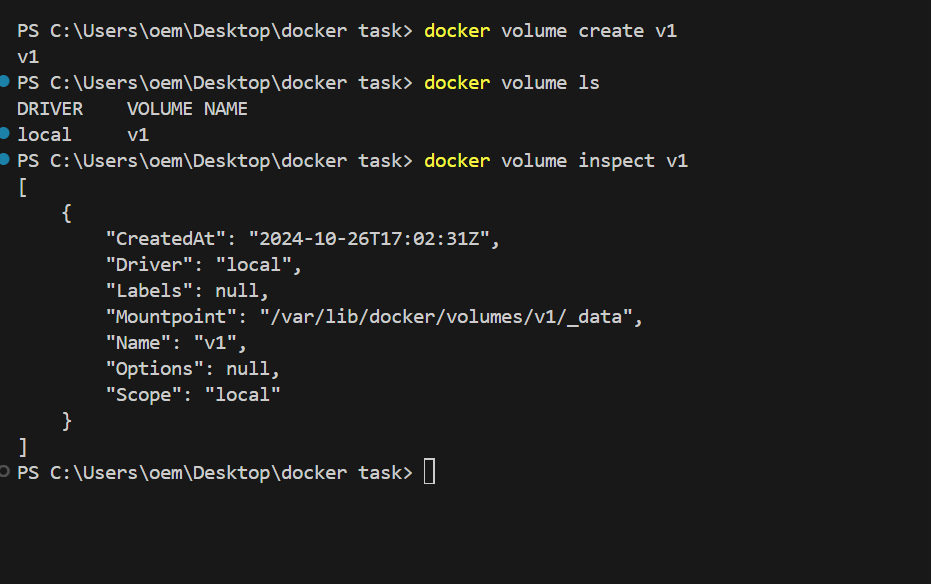 PS C:\Users\oem\Desktop\docker task> docker volume create v1
v1
PS C:\Users\oem\Desktop\docker task> docker volume ls
DRIVER    VOLUME NAME
local     v1
PS C:\Users\oem\Desktop\docker task> docker volume inspect v1
[
    {
        "CreatedAt": "2024-10-26T17:02:31Z",
        "Driver": "local",
        "Labels": null,
        "Mountpoint": "/var/lib/docker/volumes/v1/_data",
        "Name": "v1",
        "Options": null,
        "Scope": "local"
    }
]
PS C:\Users\oem\Desktop\docker task>